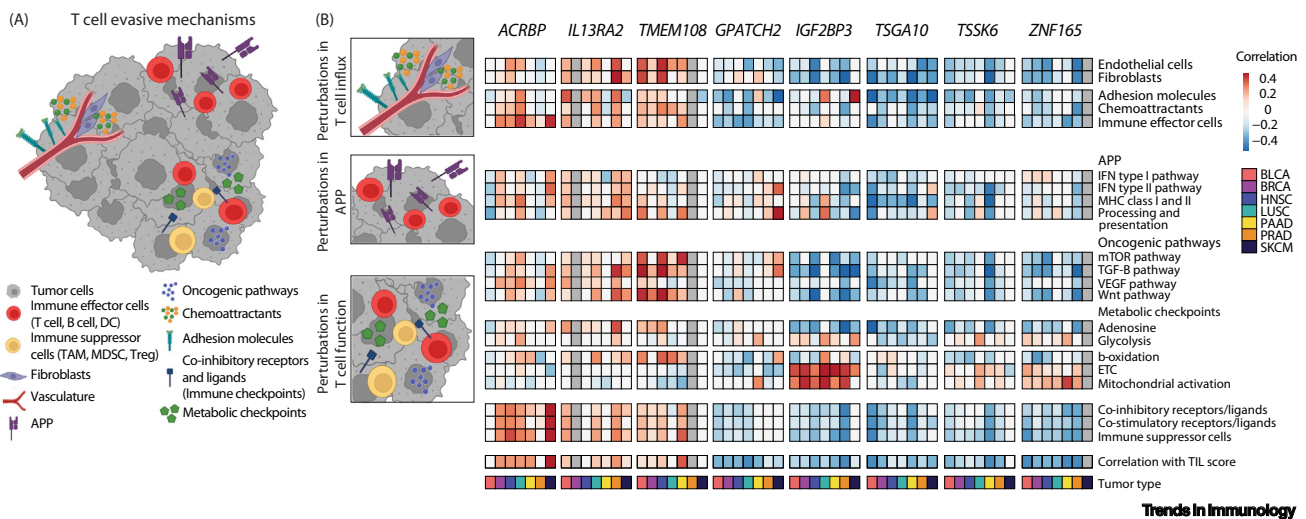 (A)
T cell evasive mechanisms
Tumor cells
Immune effector cells
(T cell, B cell, DC)
Immune suppressor
cells (TAM, MDSC, Treg)
Fibroblasts
Vasculature
APP
Oncogenic pathways
Chemoattractants
Adhesion molecules
Co-inhibitory receptors
and ligands
(Immune checkpoints)
Metabolic checkpoints
(B)
ACRBP IL13RA2 TMEM108 GPATCH2 IGF2BP3 TSGA10 TSSK6 ZNF165
Perturbations in
T cell influx
Endothelial cells
Fibroblasts
Adhesion molecules
Chemoattractants
Immune effector cells
Perturbations in
APP
APP
IFN type I pathway
IFN type II pathway
MHC class I and II
Processing and
presentation
Perturbations in
T cell function
Oncogenic pathways
mTOR pathway
TGF-B pathway
VEGF pathway
Wnt pathway
Metabolic checkpoints
Adenosine
Glycolysis
b-oxidation
ETC
Mitochondrial activation
Co-inhibitory receptors/ligands
Co-stimulatory receptors/ligands
Immune suppressor cells
Correlation with TIL score
Tumor type
Correlation
0.4
0.2
0
−0.2
−0.4
BLCA
BRCA
HNSC
LUSC
PAAD
PRAD
SKCM
Trends in Immunology